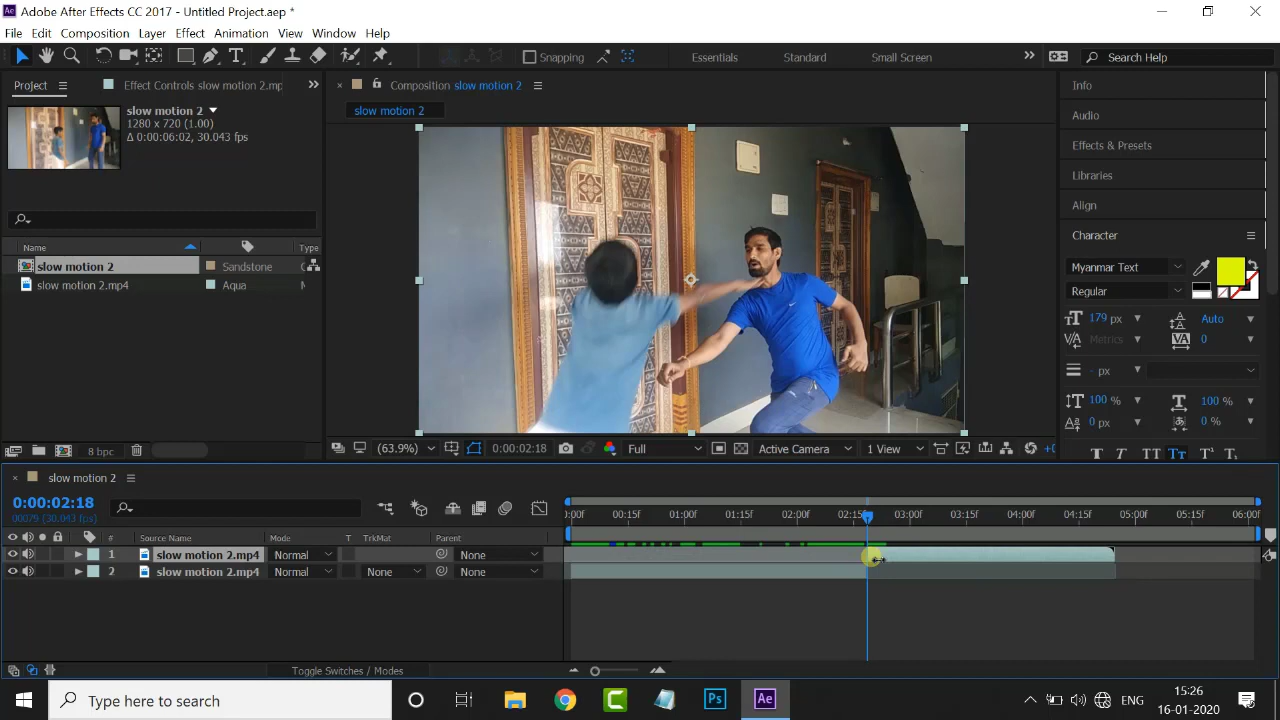 Ae Adobe After Effects CC 2017 - Untitled Project.aep *
File Edit Composition Layer Effect Animation View Window Help
Snapping Essentials Standard Small Screen Search Help
Project Effect Controls slow motion 2.mp
Composition slow motion 2
slow motion 2
slow motion 2
1280 x 720 (1.00)
Δ 0:00:06:02, 30.043 fps
Name Type
slow motion 2 Sandstone
slow motion 2.mp4 Aqua
8 bpc
(63.9%) 0:00:02:18 Full Active Camera 1 View
Info
Audio
Effects & Presets
Libraries
Align
Character
Myanmar Text
Regular
179 px Auto
Metrics 0
- px
100 % 100 %
0 px 0 %
T T TT Tt T¹ T₁
slow motion 2
0:00:02:18
00079 (30.043 fps)
:00f 00:15f 01:00f 01:15f 02:00f 02:15f 03:00f 03:15f 04:00f 04:15f 05:00f 05:15f 06:00f
# Source Name Mode T TrkMat Parent
1 slow motion 2.mp4 Normal None
2 slow motion 2.mp4 Normal None None
Toggle Switches / Modes
Type here to search Ps Ae ENG 15:26
16-01-2020